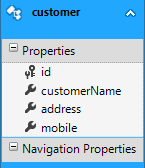 customer
Properties
id
customerName
address
mobile
Navigation Properties